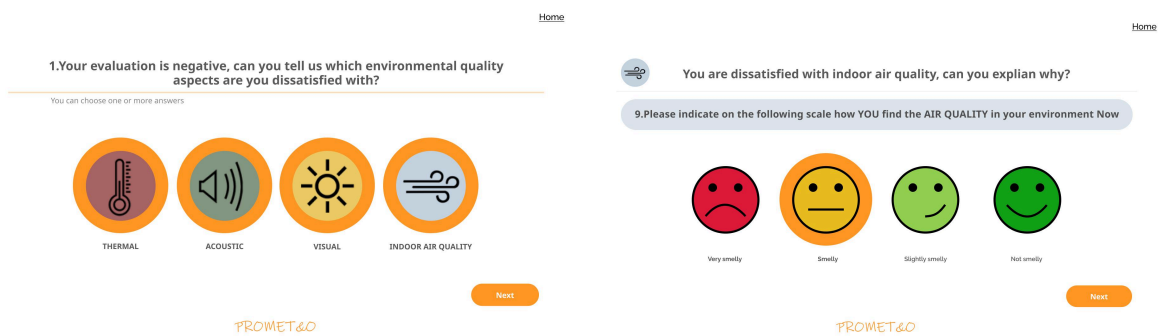 Home
1.Your evaluation is negative, can you tell us which environmental quality
aspects are you dissatisfied with?
You can choose one or more answers
THERMAL
ACOUSTIC
VISUAL
INDOOR AIR QUALITY
Next
PROMET&O
Home
You are dissatisfied with indoor air quality, can you explian why?
9.Please indicate on the following scale how YOU find the AIR QUALITY in your environment Now
Very smelly
Smelly
Slightly smelly
Not smelly
Next
PROMET&O